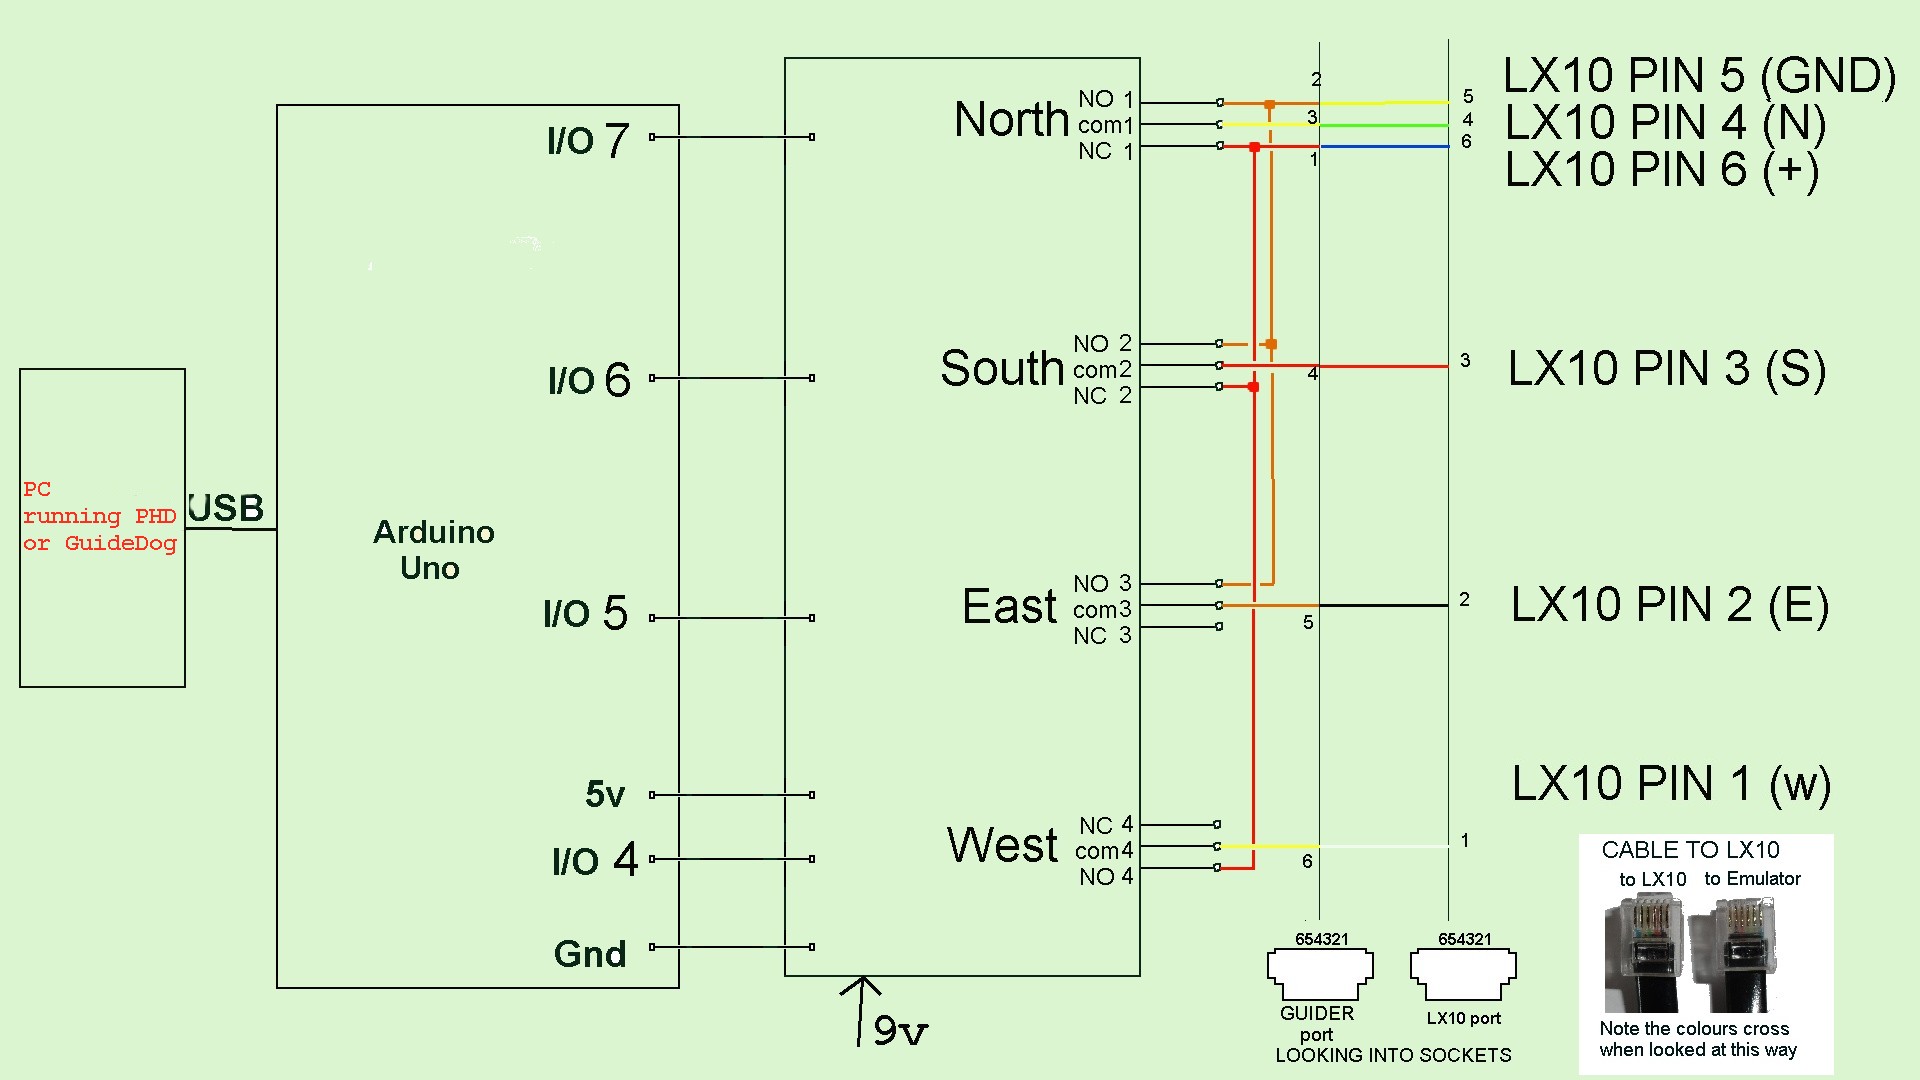 PC
running PHD
or GuideDog
USB
Arduino
Uno
I/O 7
I/O 6
I/O 5
5v
I/O 4
Gnd
4
9v
North
NO 1
com1
NC 1
South
NO 2
com2
NC 2
East
NO 3
com3
NC 3
West
NC 4
com4
NO 4
2
3
1
4
5
6
5
4
6
3
2
1
LX10 PIN 5 (GND)
LX10 PIN 4 (N)
LX10 PIN 6 (+)
LX10 PIN 3 (S)
LX10 PIN 2 (E)
LX10 PIN 1 (w)
654321
GUIDER
port
654321
LX10 port
LOOKING INTO SOCKETS
CABLE TO LX10
to LX10 to Emulator
Note the colours cross
when looked at this way